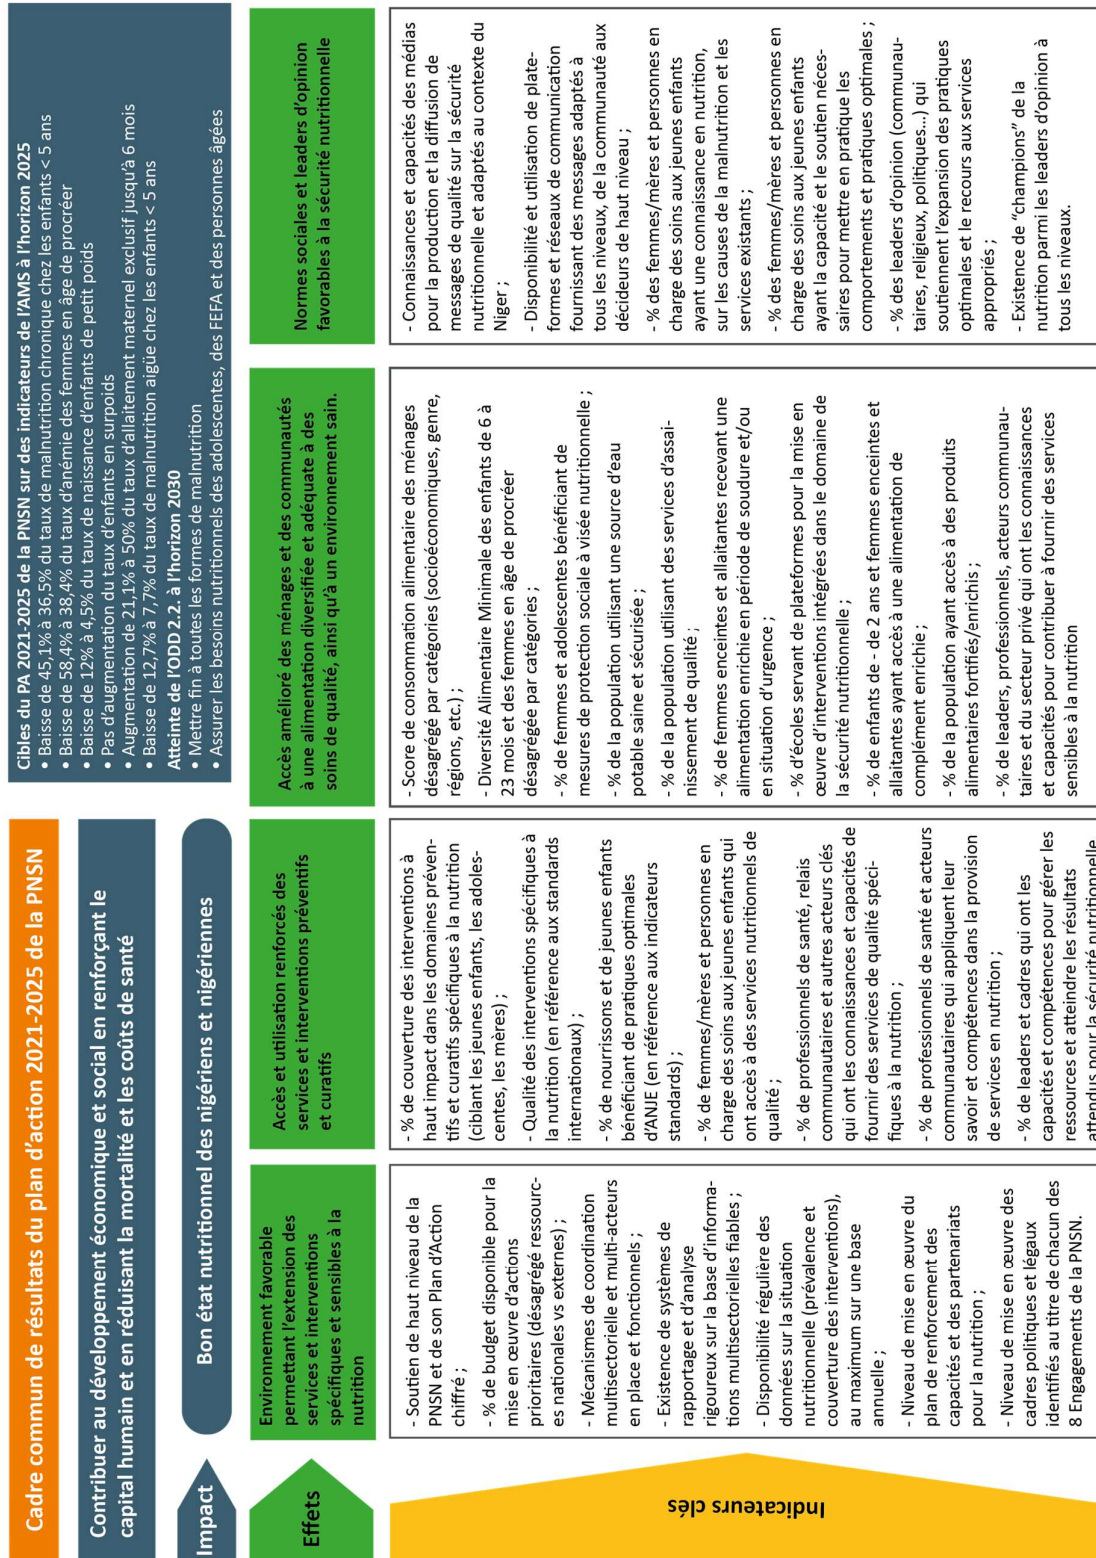 Cadre commun de résultats du plan d'action 2021-2025 de la PNSN
Contribuer au développement économique et social en renforçant le
capital humain et en réduisant la mortalité et les coûts de santé
Cibles du PA 2021-2025 de la PNSN sur des indicateurs de l'AMS à l'horizon 2025
• Baisse de 45,1% à 36,5% du taux de malnutrition chronique chez les enfants < 5 ans
• Baisse de 58,4% à 38,4% du taux d'anémie des femmes en âge de procréer
• Baisse de 12% à 4,5% du taux de naissance d'enfants de petit poids
• Pas d'augmentation du taux d'enfants en surpoids
• Augmentation de 21,1% à 50% du taux d'allaitement maternel exclusif jusqu'à 6 mois
• Baisse de 12,7% à 7,7% du taux de malnutrition aigüe chez les enfants < 5 ans
Atteinte de l'ODD 2.2. à l'horizon 2030
• Mettre fin à toutes les formes de malnutrition
• Assurer les besoins nutritionnels des adolescentes, des FEFA et des personnes âgées
Impact
Bon état nutritionnel des nigériens et nigériennes
Effets
Environnement favorable
permettant l'extension des
services et interventions
spécifiques et sensibles à la
nutrition
Accès et utilisation renforcés des
services et interventions préventifs
et curatifs
Accès amélioré des ménages et des communautés
à une alimentation diversifiée et adéquate à des
soins de qualité, ainsi qu'à un environnement sain.
Normes sociales et leaders d'opinion
favorables à la sécurité nutritionnelle
Indicateurs clés
- Soutien de haut niveau de la
PNSN et de son Plan d'Action
chiffré ;
- % de budget disponible pour la
mise en œuvre d'actions
prioritaires (désagrégé ressourc-
es nationales vs externes) ;
- Mécanismes de coordination
multisectorielle et multi-acteurs
en place et fonctionnels ;
- Existence de systèmes de
rapportage et d'analyse
rigoureux sur la base d'informa-
tions multisectorielles fiables ;
- Disponibilité régulière des
données sur la situation
nutritionnelle (prévalence et
couverture des interventions),
au maximum sur une base
annuelle ;
- Niveau de mise en œuvre du
plan de renforcement des
capacités et des partenariats
pour la nutrition ;
- Niveau de mise en œuvre des
cadres politiques et légaux
identifiés au titre de chacun des
8 Engagements de la PNSN.
- % de couverture des interventions à
haut impact dans les domaines préven-
tifs et curatifs spécifiques à la nutrition
(ciblant les jeunes enfants, les adoles-
centes, les mères) ;
- Qualité des interventions spécifiques à
la nutrition (en référence aux standards
internationaux) ;
- % de nourrissons et de jeunes enfants
bénéficiant de pratiques optimales
d'ANJE (en référence aux indicateurs
standards) ;
- % de femmes/mères et personnes en
charge des soins aux jeunes enfants qui
ont accès à des services nutritionnels de
qualité ;
- % de professionnels de santé, relais
communautaires et autres acteurs clés
qui ont les connaissances et capacités de
fournir des services de qualité spéci-
fiques à la nutrition ;
- % de professionnels de santé et acteurs
communautaires qui appliquent leur
savoir et compétences dans la provision
de services en nutrition ;
- % de leaders et cadres qui ont les
capacités et compétences pour gérer les
ressources et atteindre les résultats
attendus pour la sécurité nutritionnelle
- Score de consommation alimentaire des ménages
désagrégé par catégories (socioéconomiques, genre,
régions, etc.) ;
- Diversité Alimentaire Minimale des enfants de 6 à
23 mois et des femmes en âge de procréer
désagrégée par catégories ;
- % de femmes et adolescentes bénéficiant de
mesures de protection sociale à visée nutritionnelle ;
- % de la population utilisant une source d'eau
potable saine et sécurisée ;
- % de la population utilisant des services d'assai-
nissement de qualité ;
- % de femmes enceintes et allaitantes recevant une
alimentation enrichie en période de soudure et/ou
en situation d'urgence ;
- % d'écoles servant de plateformes pour la mise en
œuvre d'interventions intégrées dans le domaine de
la sécurité nutritionnelle ;
- % de enfants de - de 2 ans et femmes enceintes et
allaitantes ayant accès à une alimentation de
complément enrichie ;
- % de la population ayant accès à des produits
alimentaires fortifiés/enrichis ;
- % de leaders, professionnels, acteurs communau-
taires et du secteur privé qui ont les connaissances
et capacités pour contribuer à fournir des services
sensibles à la nutrition
- Connaissances et capacités des médias
pour la production et la diffusion de
messages de qualité sur la sécurité
nutritionnelle et adaptés au contexte du
Niger ;
- Disponibilité et utilisation de plate-
formes et réseaux de communication
fournissant des messages adaptés à
tous les niveaux, de la communauté aux
décideurs de haut niveau ;
- % des femmes/mères et personnes en
charge des soins aux jeunes enfants
ayant une connaissance en nutrition,
sur les causes de la malnutrition et les
services existants ;
- % des femmes/mères et personnes en
charge des soins aux jeunes enfants
ayant la capacité et le soutien néces-
saires pour mettre en pratique les
comportements et pratiques optimales ;
- % des leaders d'opinion (communau-
taires, religieux, politiques...) qui
soutiennent l'expansion des pratiques
optimales et le recours aux services
appropriés ;
- Existence de "champions" de la
nutrition parmi les leaders d'opinion à
tous les niveaux.